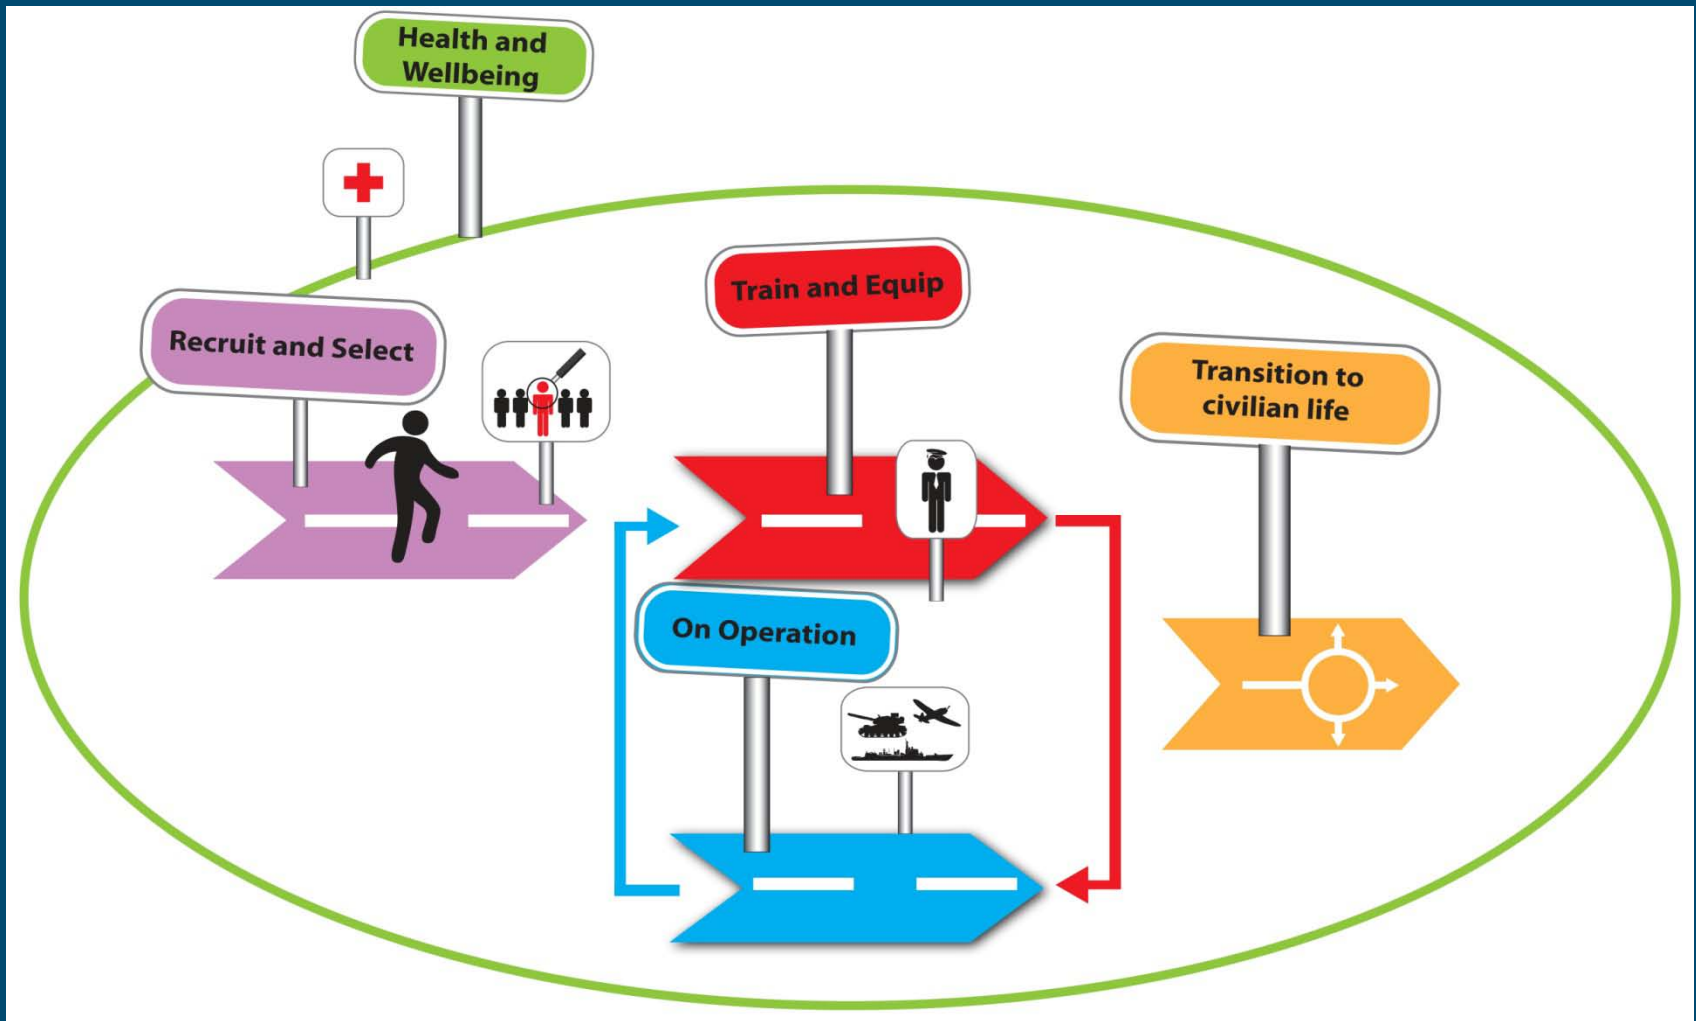 Health and
Wellbeing
Recruit and Select
Train and Equip
Transition to
civilian life
On Operation